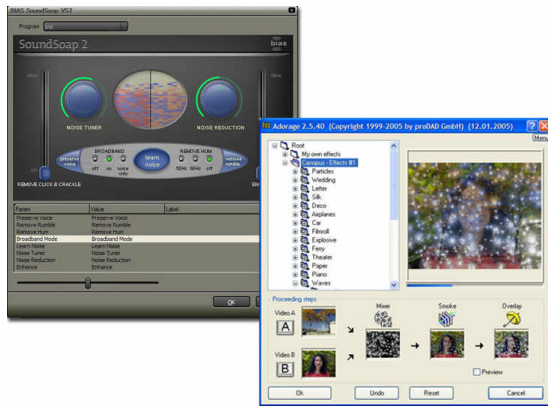 BIAS SoundSoap VST
Program
SoundSoap 2
bias
NOISE TUNER
NOISE REDUCTION
BROADBAND
REMOVE HUM
preserve voice
off
on
voice only
learn noise
50Hz
60Hz
off
remove rumble
REMOVE CLICK & CRACKLE
Param
Value
Label
Preserve Voice
Preserve Voice
Remove Rumble
Remove Rumble
Remove Hum
Remove Hum
Broadband Mode
Broadband Mode
Learn Noise
Learn Noise
Noise Tuner
Noise Tuner
Noise Reduction
Noise Reduction
Enhance
Enhance
OK
Adorage 2.5.40 (Copyright 1999-2005 by proDAD GmbH) (12.01.2005)
Menu
Root
My own effects
Canopus - Effects #1
Particles
Wedding
Letter
Silk
Deco
Airplanes
Car
Filmroll
Explosive
Ferry
Theater
Paper
Piano
Waves
Proceeding steps
Video A
A
Mixer
Smoke
Overlay
Video B
B
Preview
Ok
Undo
Reset
Cancel